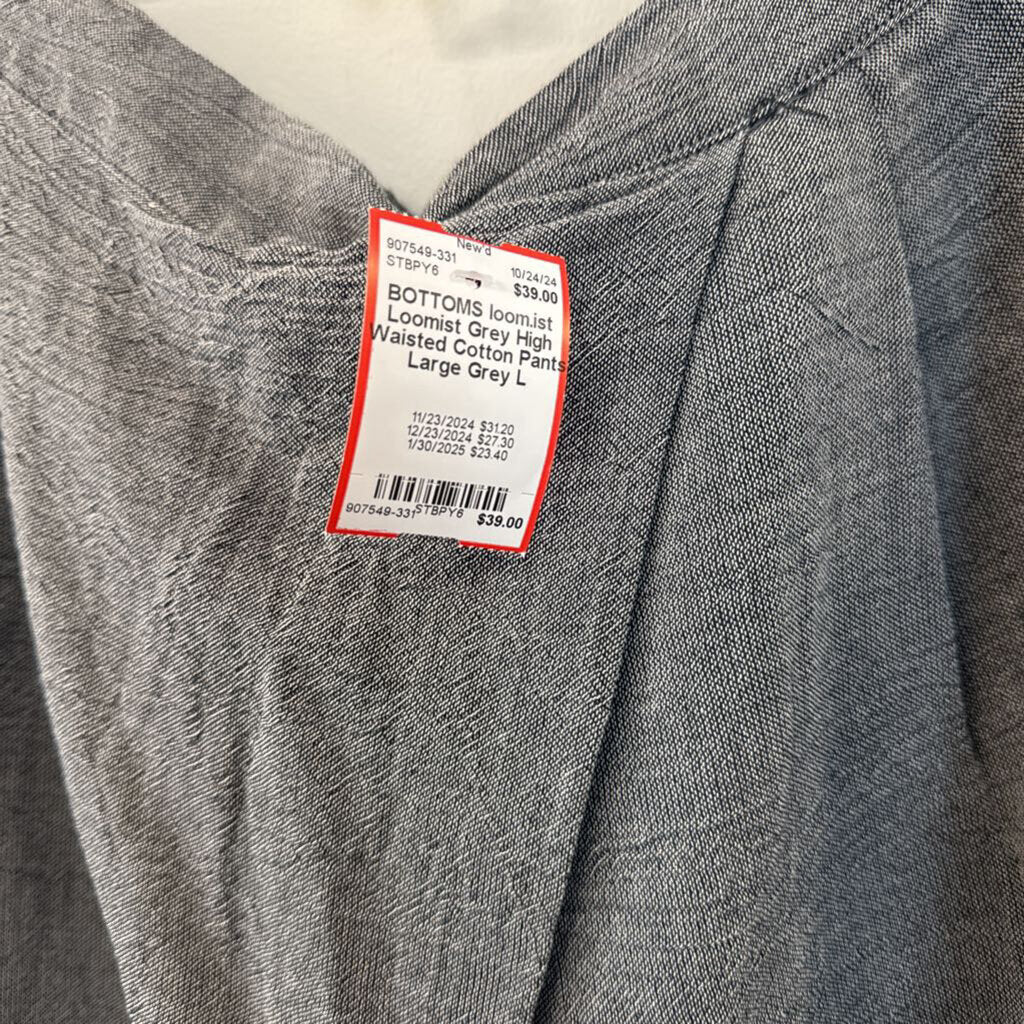 New'd
907549-331 10/24/24
STBPY6 $39.00
BOTTOMS loom.ist
Loomist Grey High
Waisted Cotton Pants
Large Grey L
11/23/2024 $31.20
12/23/2024 $27.30
1/30/2025 $23.40
907549-331 STBPY6 $39.00